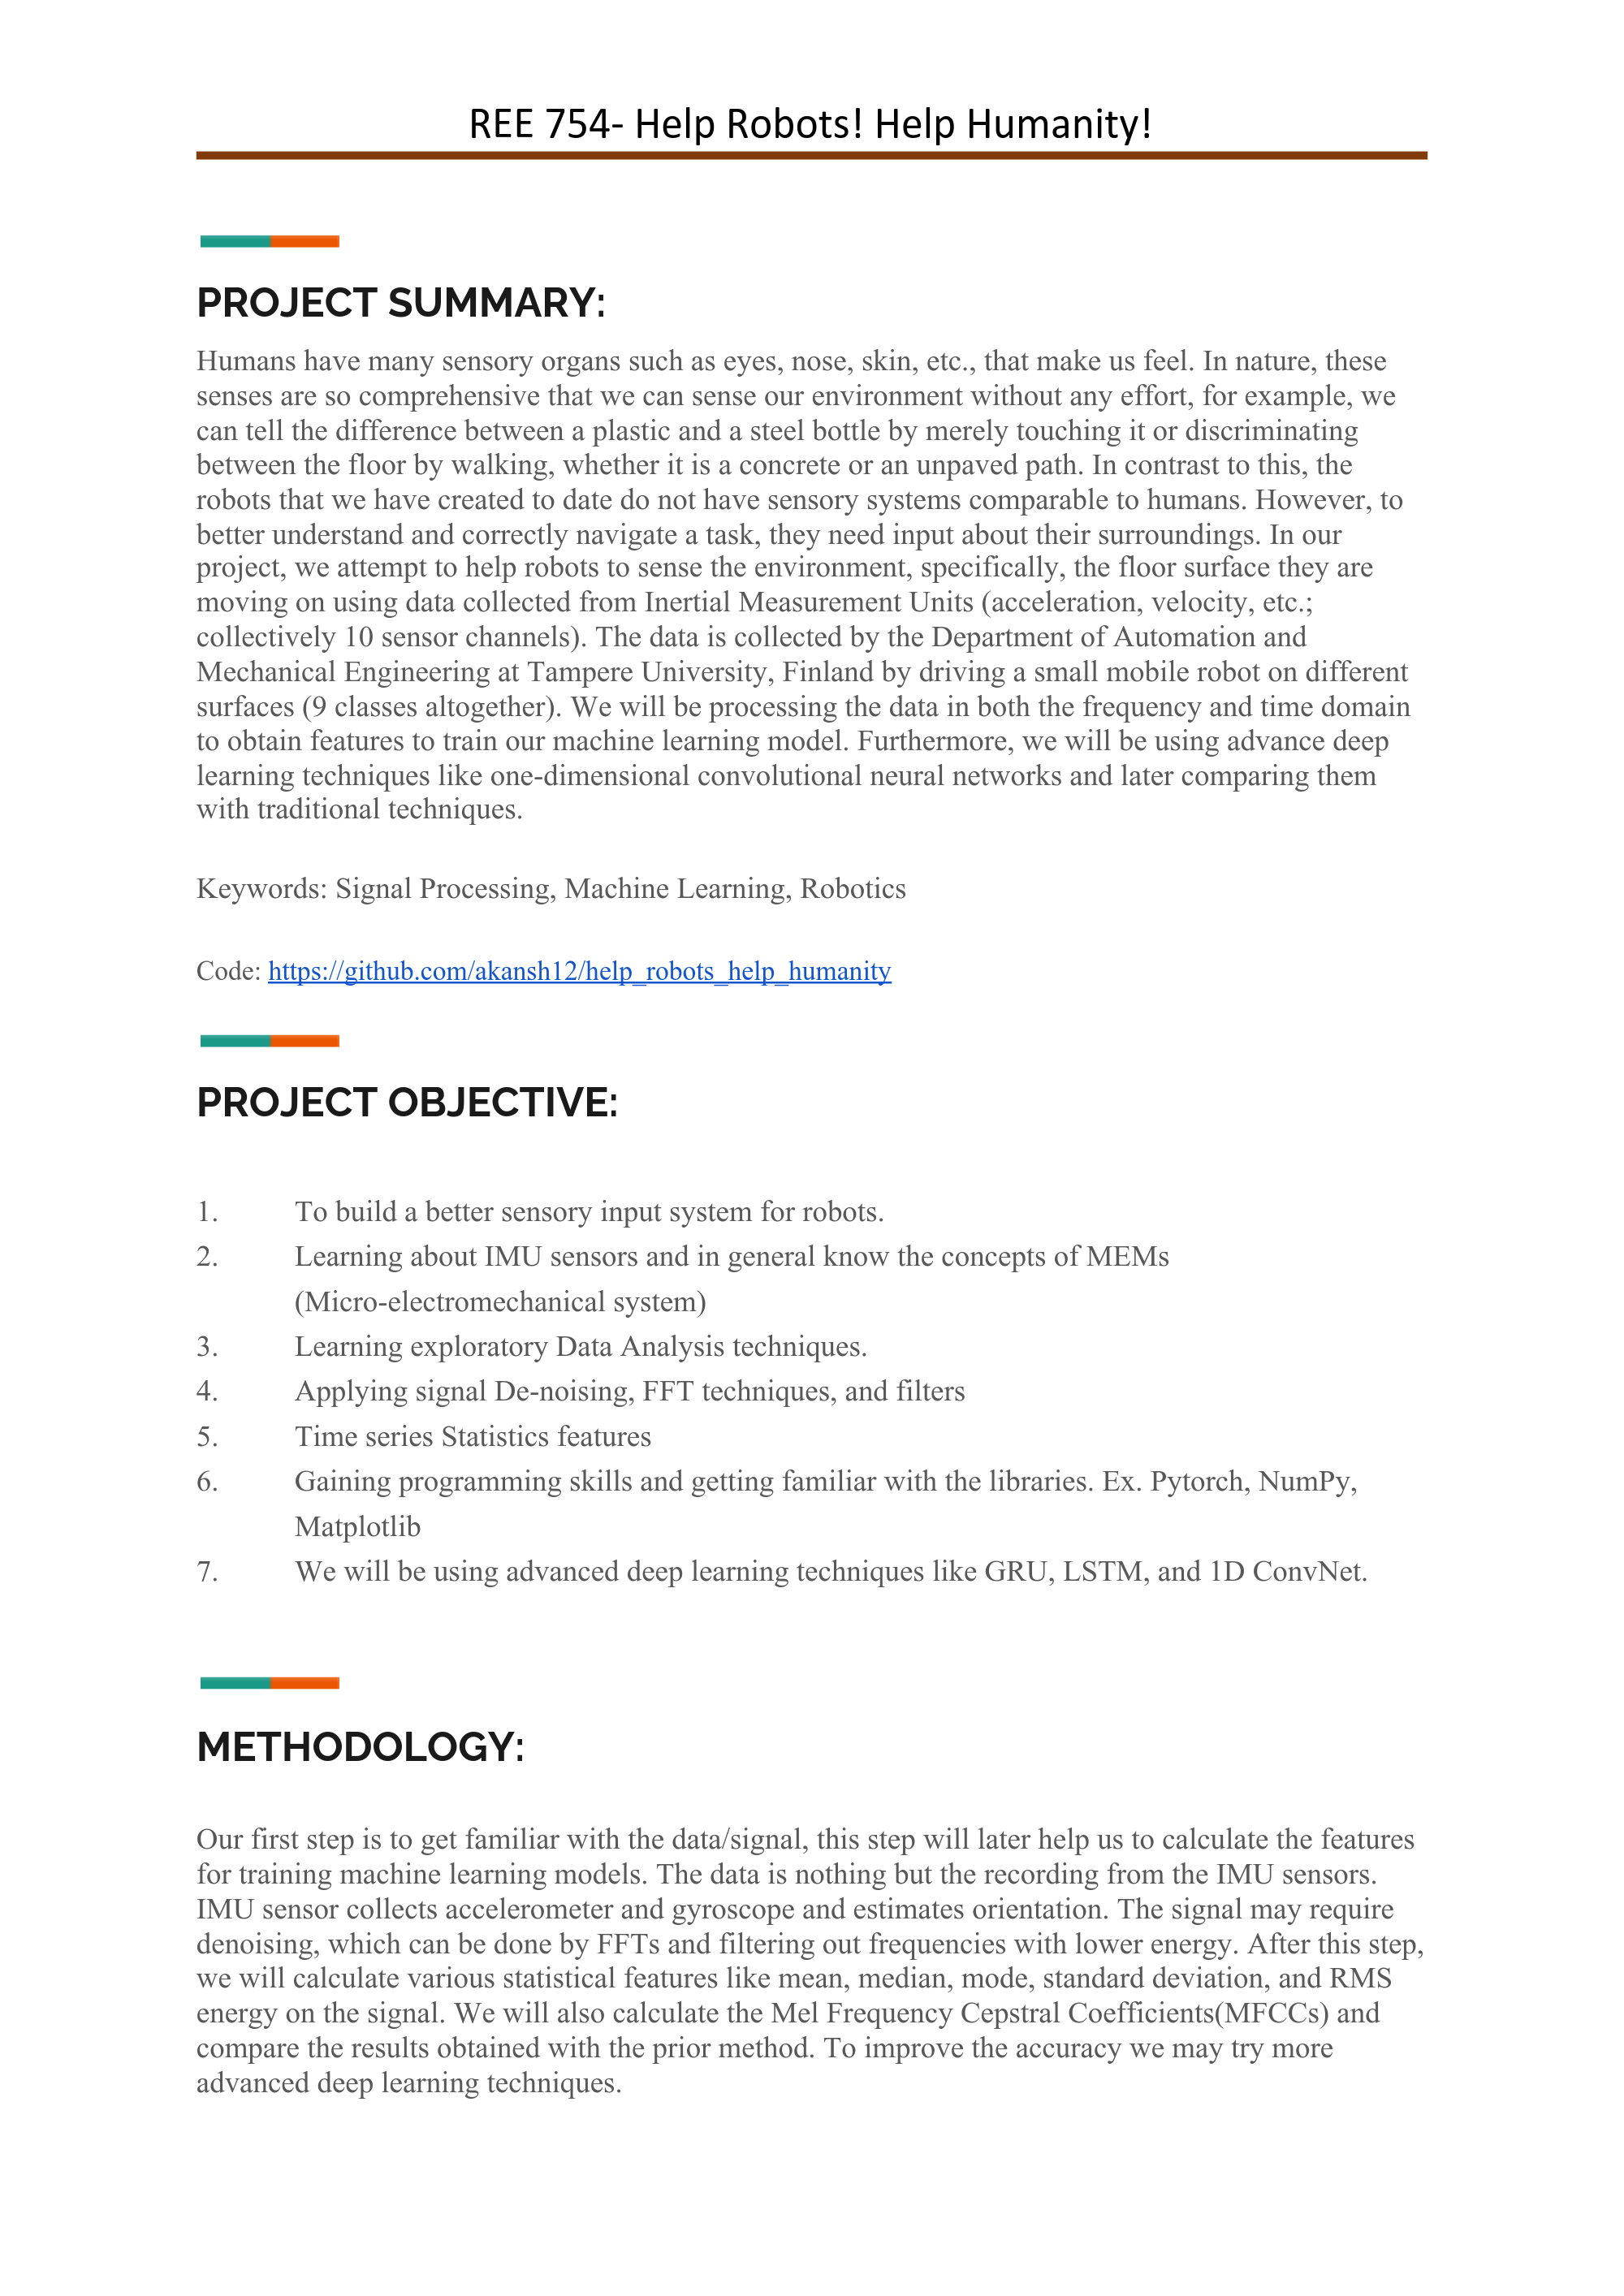 REE 754- Help Robots! Help Humanity!
PROJECT SUMMARY:
Humans have many sensory organs such as eyes, nose, skin, etc., that make us feel. In nature, these
senses are so comprehensive that we can sense our environment without any effort, for example, we
can tell the difference between a plastic and a steel bottle by merely touching it or discriminating
between the floor by walking, whether it is a concrete or an unpaved path. In contrast to this, the
robots that we have created to date do not have sensory systems comparable to humans. However, to
better understand and correctly navigate a task, they need input about their surroundings. In our
project, we attempt to help robots to sense the environment, specifically, the floor surface they are
moving on using data collected from Inertial Measurement Units (acceleration, velocity, etc.;
collectively 10 sensor channels). The data is collected by the Department of Automation and
Mechanical Engineering at Tampere University, Finland by driving a small mobile robot on different
surfaces (9 classes altogether). We will be processing the data in both the frequency and time domain
to obtain features to train our machine learning model. Furthermore, we will be using advance deep
learning techniques like one-dimensional convolutional neural networks and later comparing them
with traditional techniques.
Keywords: Signal Processing, Machine Learning, Robotics
Code: https://github.com/akansh12/help_robots_help_humanity
PROJECT OBJECTIVE:
1. To build a better sensory input system for robots.
2. Learning about IMU sensors and in general know the concepts of MEMs
(Micro-electromechanical system)
3. Learning exploratory Data Analysis techniques.
4. Applying signal De-noising, FFT techniques, and filters
5. Time series Statistics features
6. Gaining programming skills and getting familiar with the libraries. Ex. Pytorch, NumPy,
Matplotlib
7. We will be using advanced deep learning techniques like GRU, LSTM, and 1D ConvNet.
METHODOLOGY:
Our first step is to get familiar with the data/signal, this step will later help us to calculate the features
for training machine learning models. The data is nothing but the recording from the IMU sensors.
IMU sensor collects accelerometer and gyroscope and estimates orientation. The signal may require
denoising, which can be done by FFTs and filtering out frequencies with lower energy. After this step,
we will calculate various statistical features like mean, median, mode, standard deviation, and RMS
energy on the signal. We will also calculate the Mel Frequency Cepstral Coefficients(MFCCs) and
compare the results obtained with the prior method. To improve the accuracy we may try more
advanced deep learning techniques.